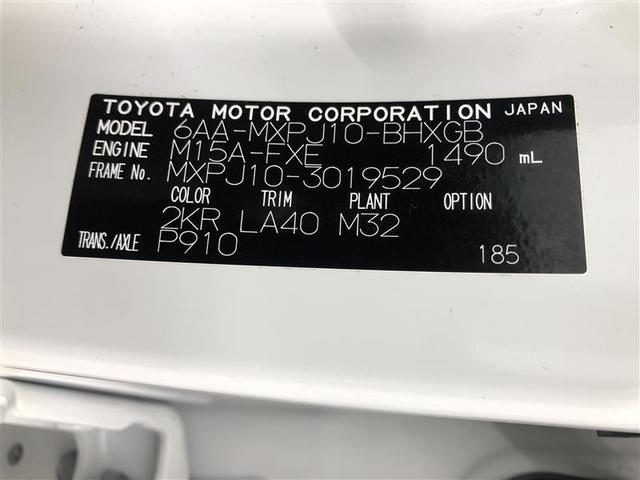 TOYOTA MOTOR CORPORATION JAPAN
MODEL 6AA-MXPJ10-BHXGB
ENGINE M15A-FXE 1490 mL
FRAME No. MXPJ10-3019529
COLOR TRIM PLANT OPTION
2KR LA40 M32
TRANS./AXLE P910 185